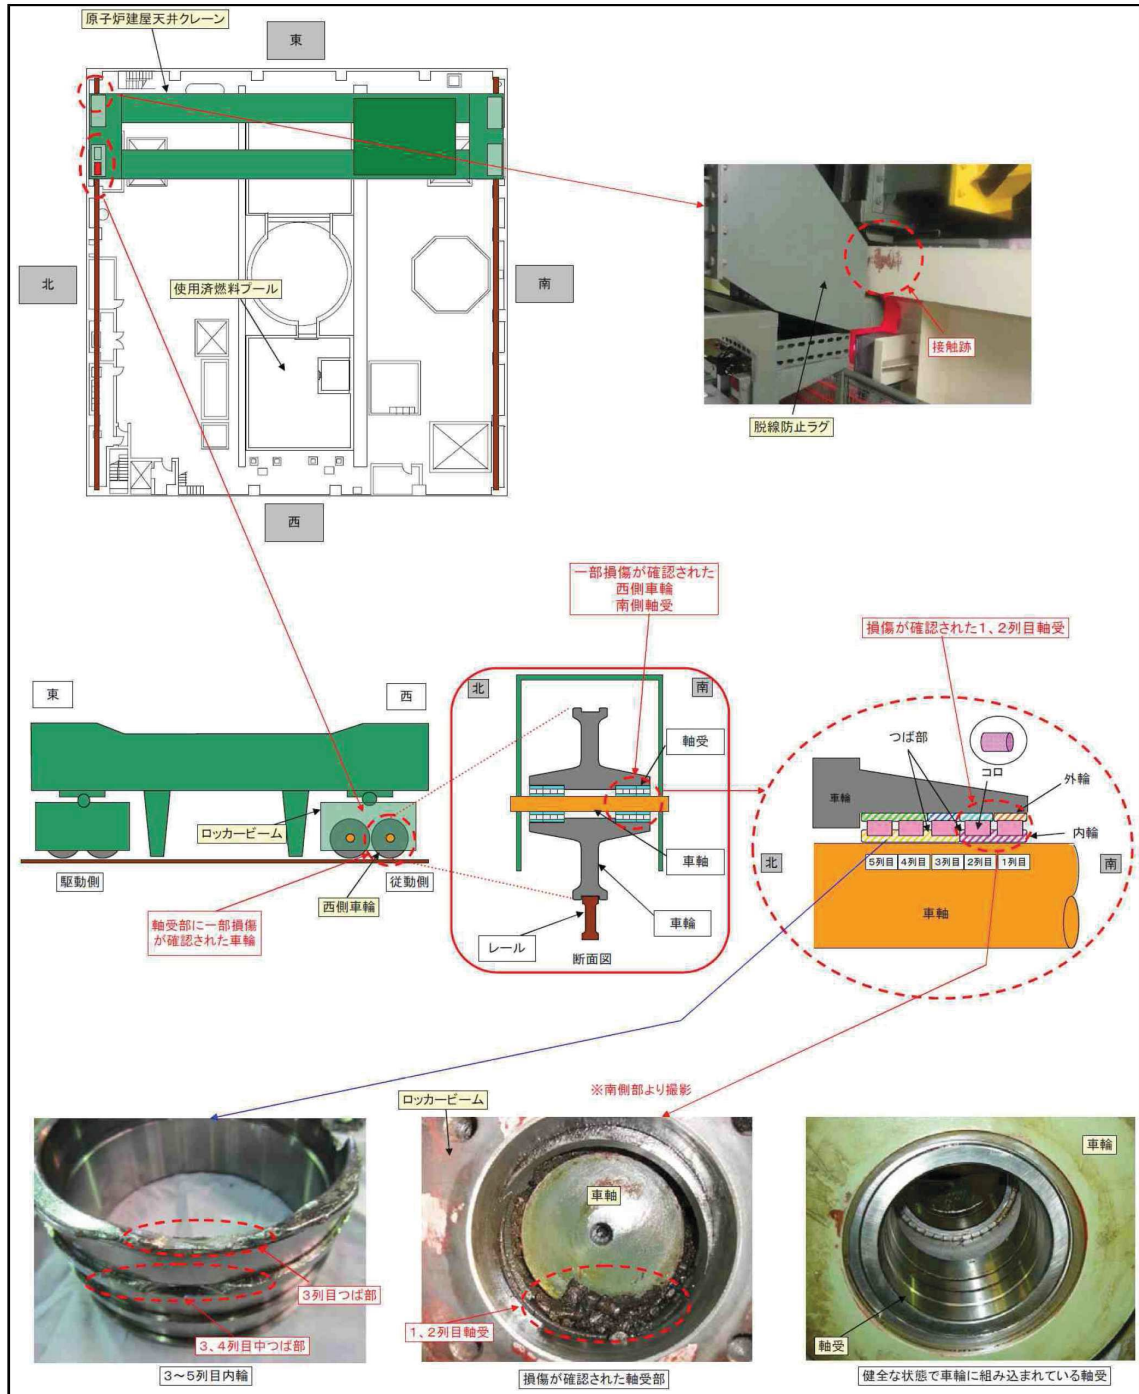 原子炉建屋天井クレーン
東
北
南
使用済燃料プール
西
接触跡
脱線防止ラグ
一部損傷が確認された
西側車輪
南側軸受
損傷が確認された1、2列目軸受
東
西
ロッカービーム
駆動側
従動側
西側車輪
軸受部に一部損傷
が確認された車輪
北
南
軸受
車軸
車輪
レール
断面図
つば部
コロ
外輪
車輪
内輪
北
5列目
4列目
3列目
2列目
1列目
南
車軸
3列目つば部
3、4列目中つば部
3～5列目内輪
※南側部より撮影
ロッカービーム
車軸
1、2列目軸受
損傷が確認された軸受部
車輪
軸受
健全な状態で車輪に組み込まれている軸受